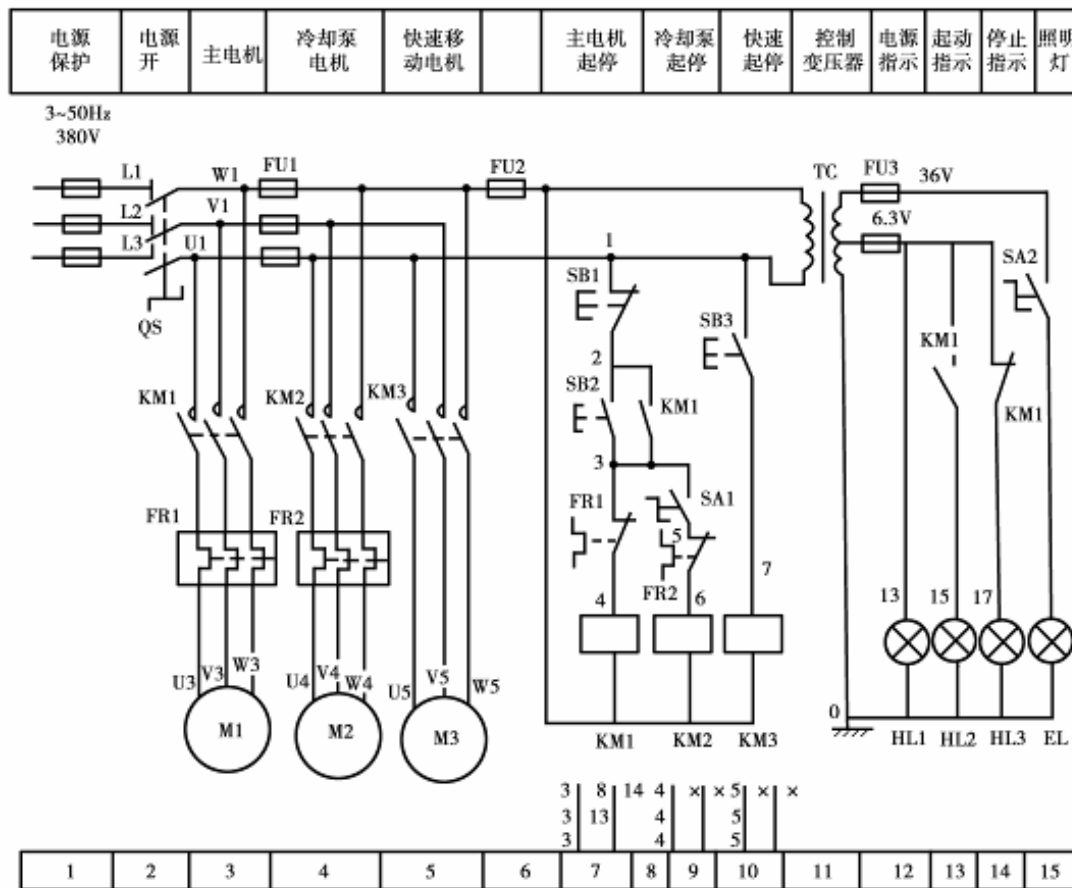 电源
保护
电源
开
主电机
冷却泵
电机
快速移
动电机
主电机
起停
冷却泵
起停
快速
起停
控制
变压器
电源
指示
起动
指示
停止
指示
照明
灯
3~50Hz
380V
L1
W1
FU1
FU2
TC
FU3
36V
L2
V1
6.3V
L3
U1
1
SB1
SA2
QS
SB3
2
KM1
SB2
KM1
KM2
KM3
KM1
KM1
3
SA1
FR1
FR2
FR1
5
7
FR2
4
6
13
15
17
U3
V3
W3
U4
V4
W4
U5
V5
W5
M1
M2
M3
0
KM1
KM2
KM3
HL1
HL2
HL3
EL
3 8 14 4 × × 5 × ×
3 13 4 5
3 4 5
1 2 3 4 5 6 7 8 9 10 11 12 13 14 15